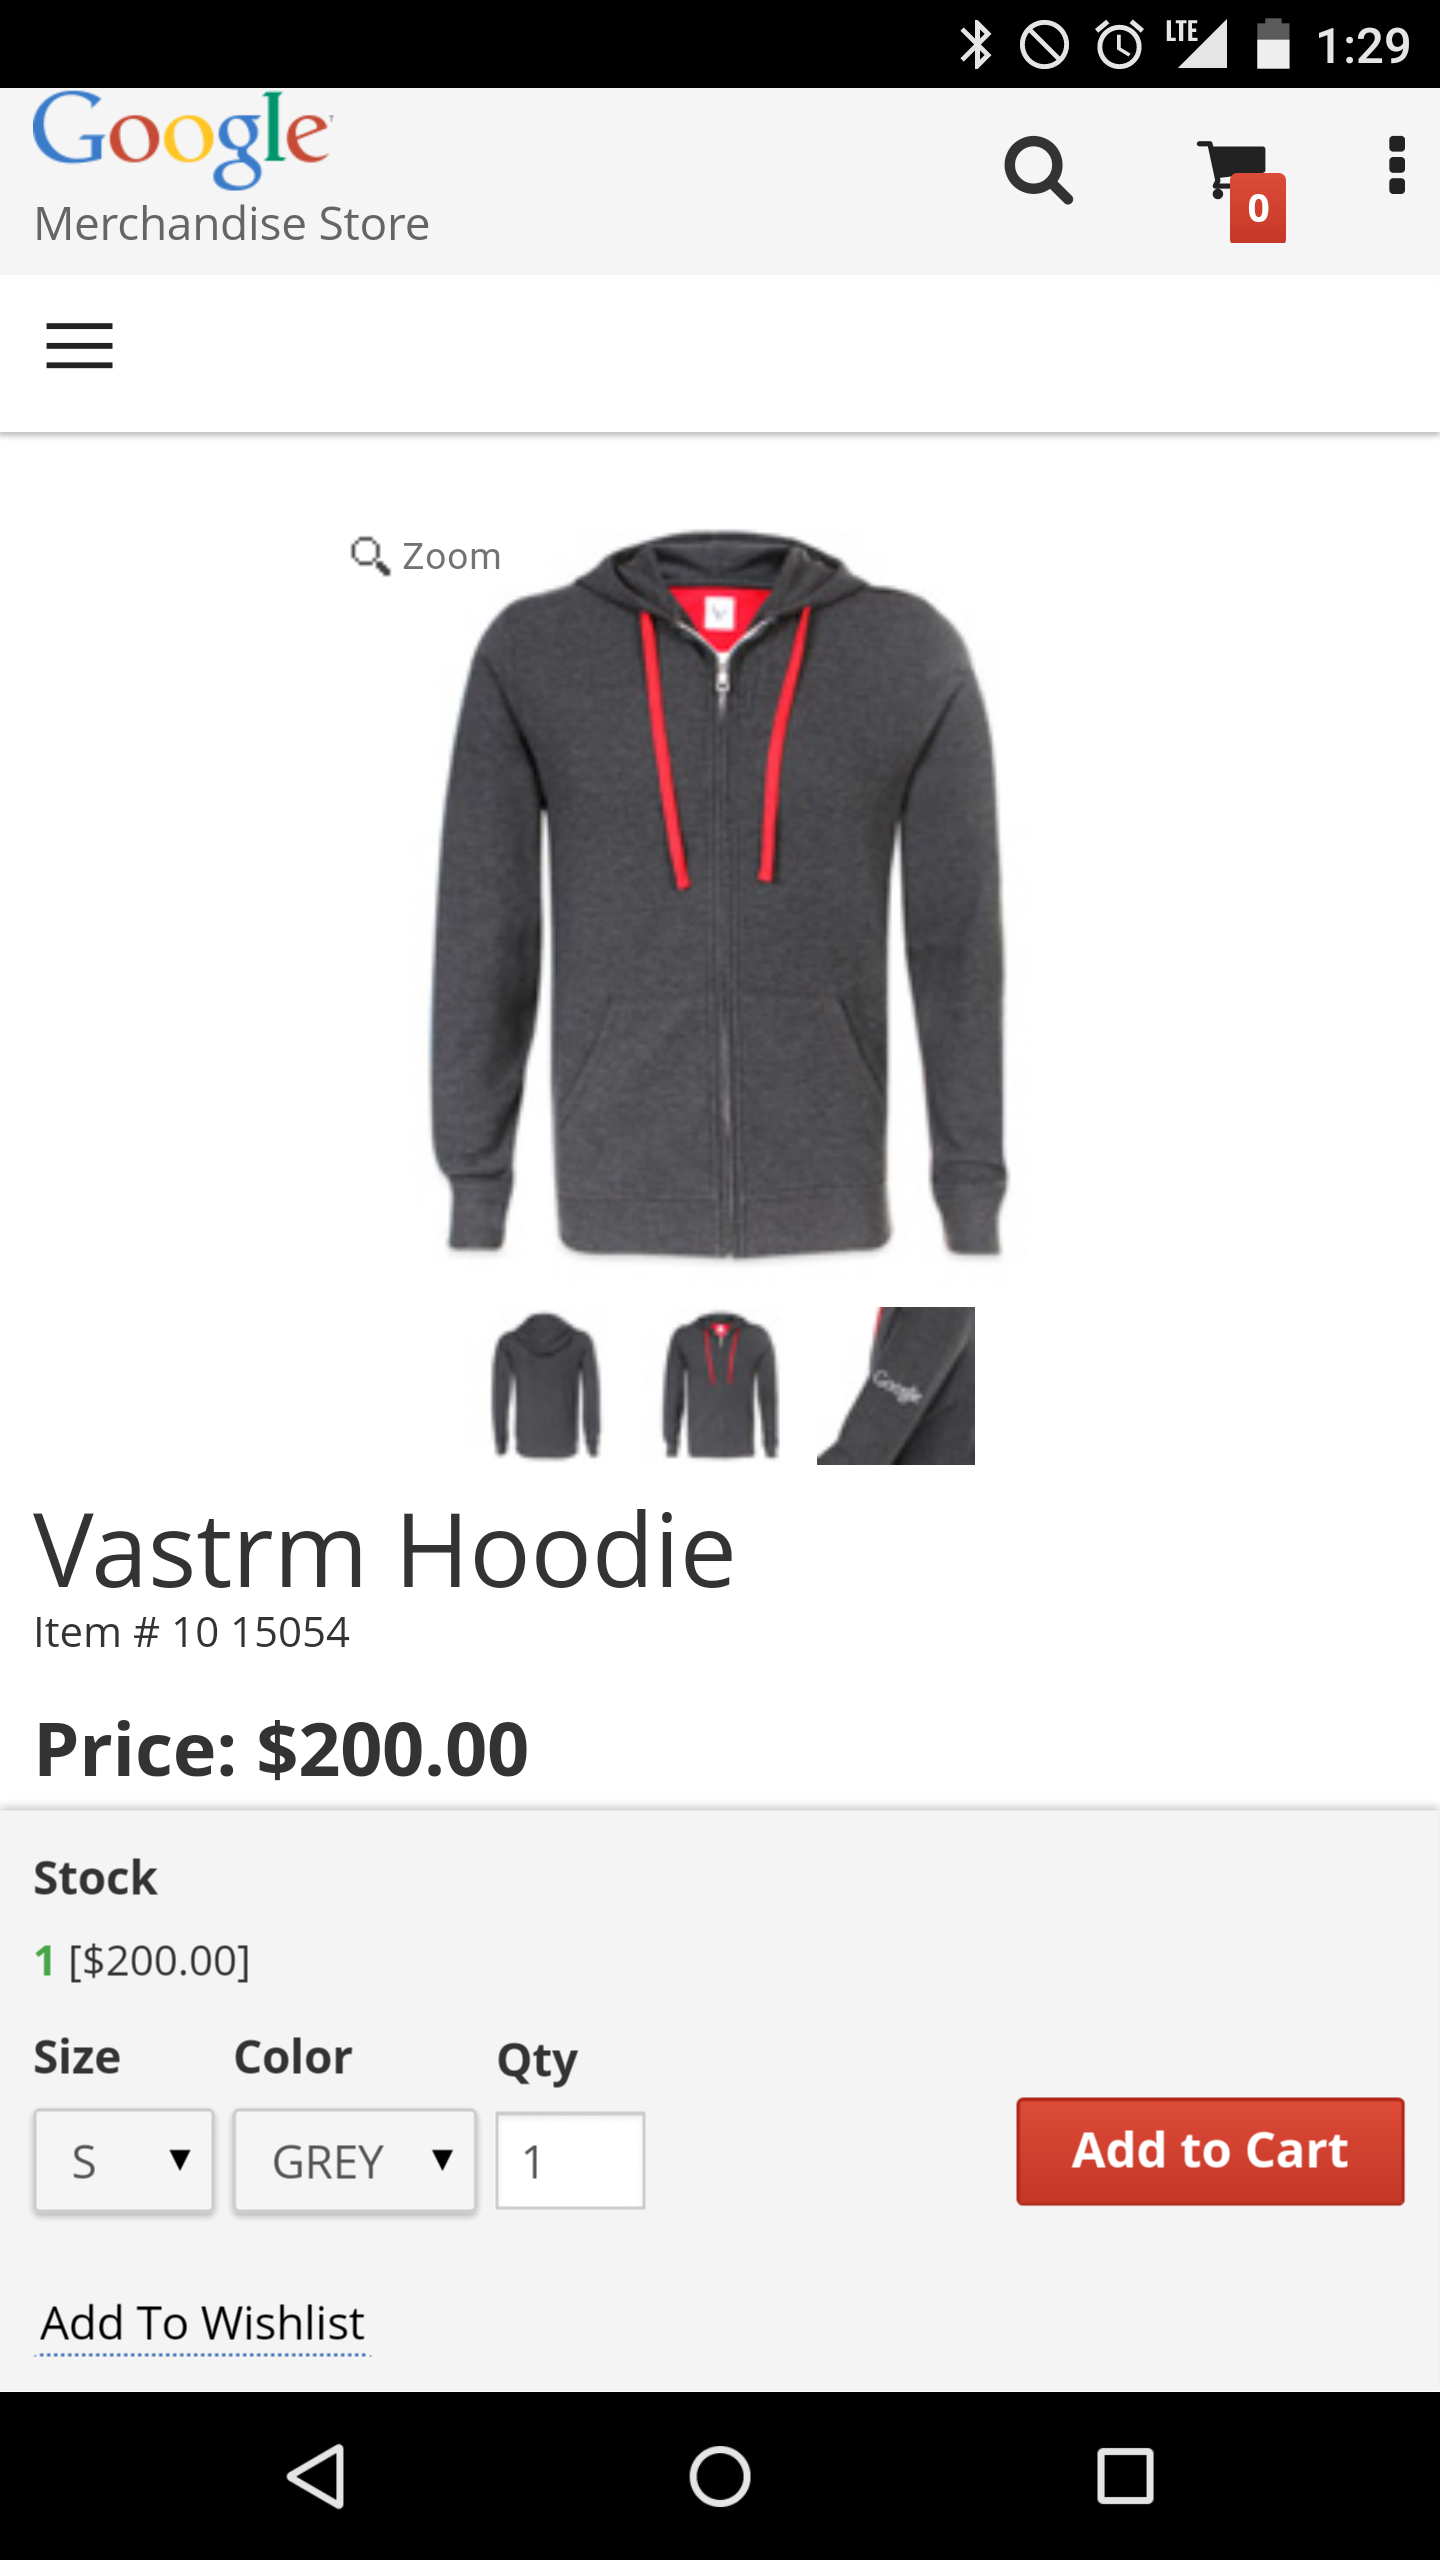 LTE 1:29
Google
Merchandise Store
0
Zoom
Google
Vastrm Hoodie
Item # 10 15054
Price: $200.00
Stock
1 [$200.00]
Size Color Qty
S GREY 1
Add to Cart
Add To Wishlist